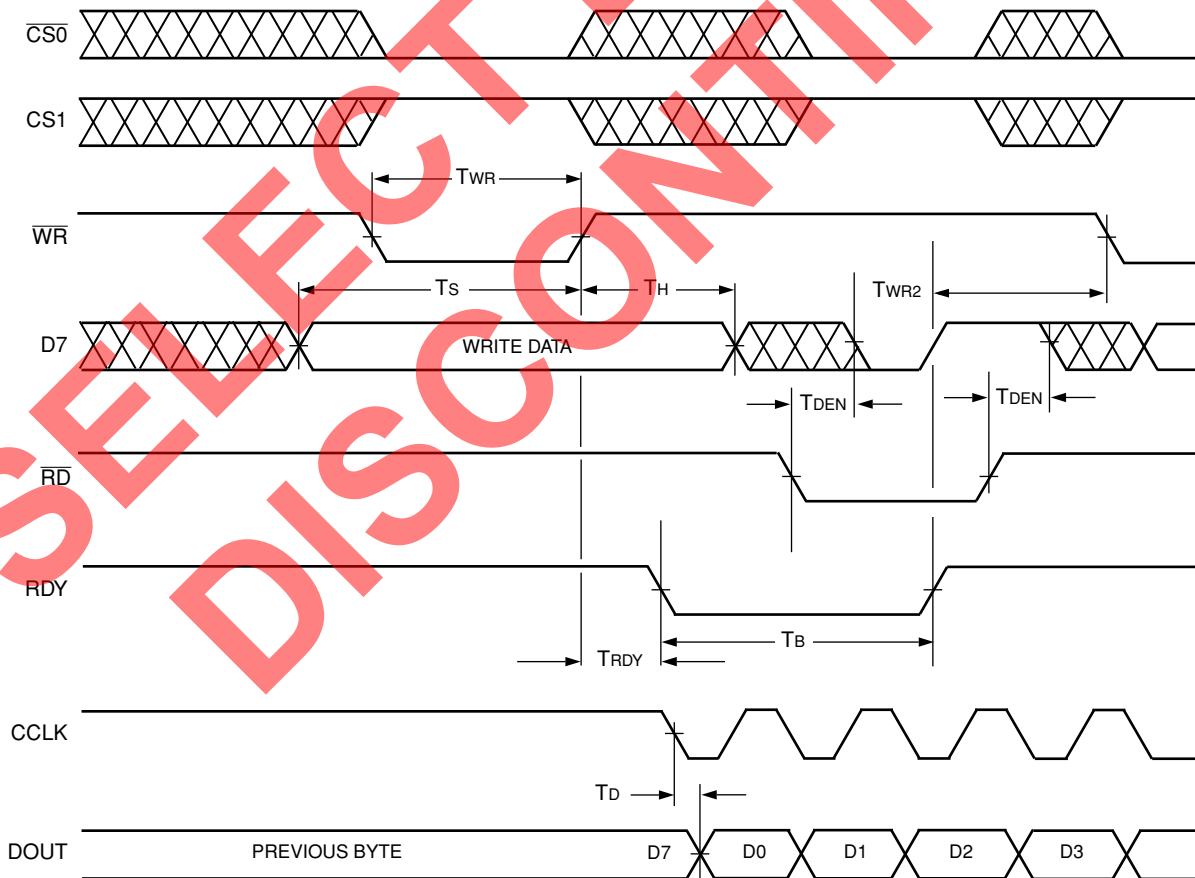 CS0
CS1
TWR
WR
TS TH TWR2
D7 WRITE DATA
TDEN TDEN
RD
RDY
TB
TRDY
CCLK
TD
DOUT PREVIOUS BYTE D7 D0 D1 D2 D3
SELECT
DISCONTIN